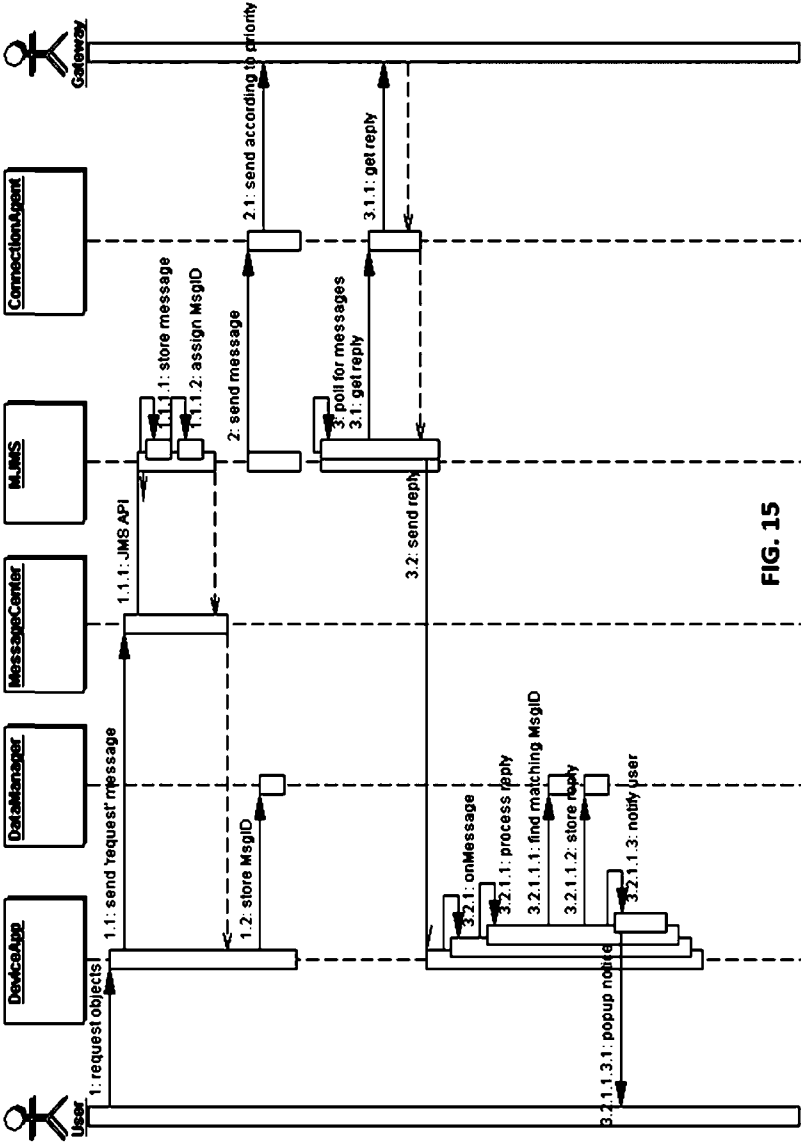 User
DeviceApp
DataManager
MessageCenter
MJMS
ConnectionAgent
Gateway
1: request objects
1.1: send 'request' message
1.1.1: JMS API
1.1.1.1: store message
1.1.1.2: assign MsgID
1.2: store MsgID
2: send message
2.1: send according to priority
3: poll for messages
3.1: get reply
3.1.1: get reply
3.2: send reply
3.2.1: onMessage
3.2.1.1: process reply
3.2.1.1.1: find matching MsgID
3.2.1.1.2: store reply
3.2.1.1.3: notify user
3.2.1.1.3.1: popup notice
FIG. 15